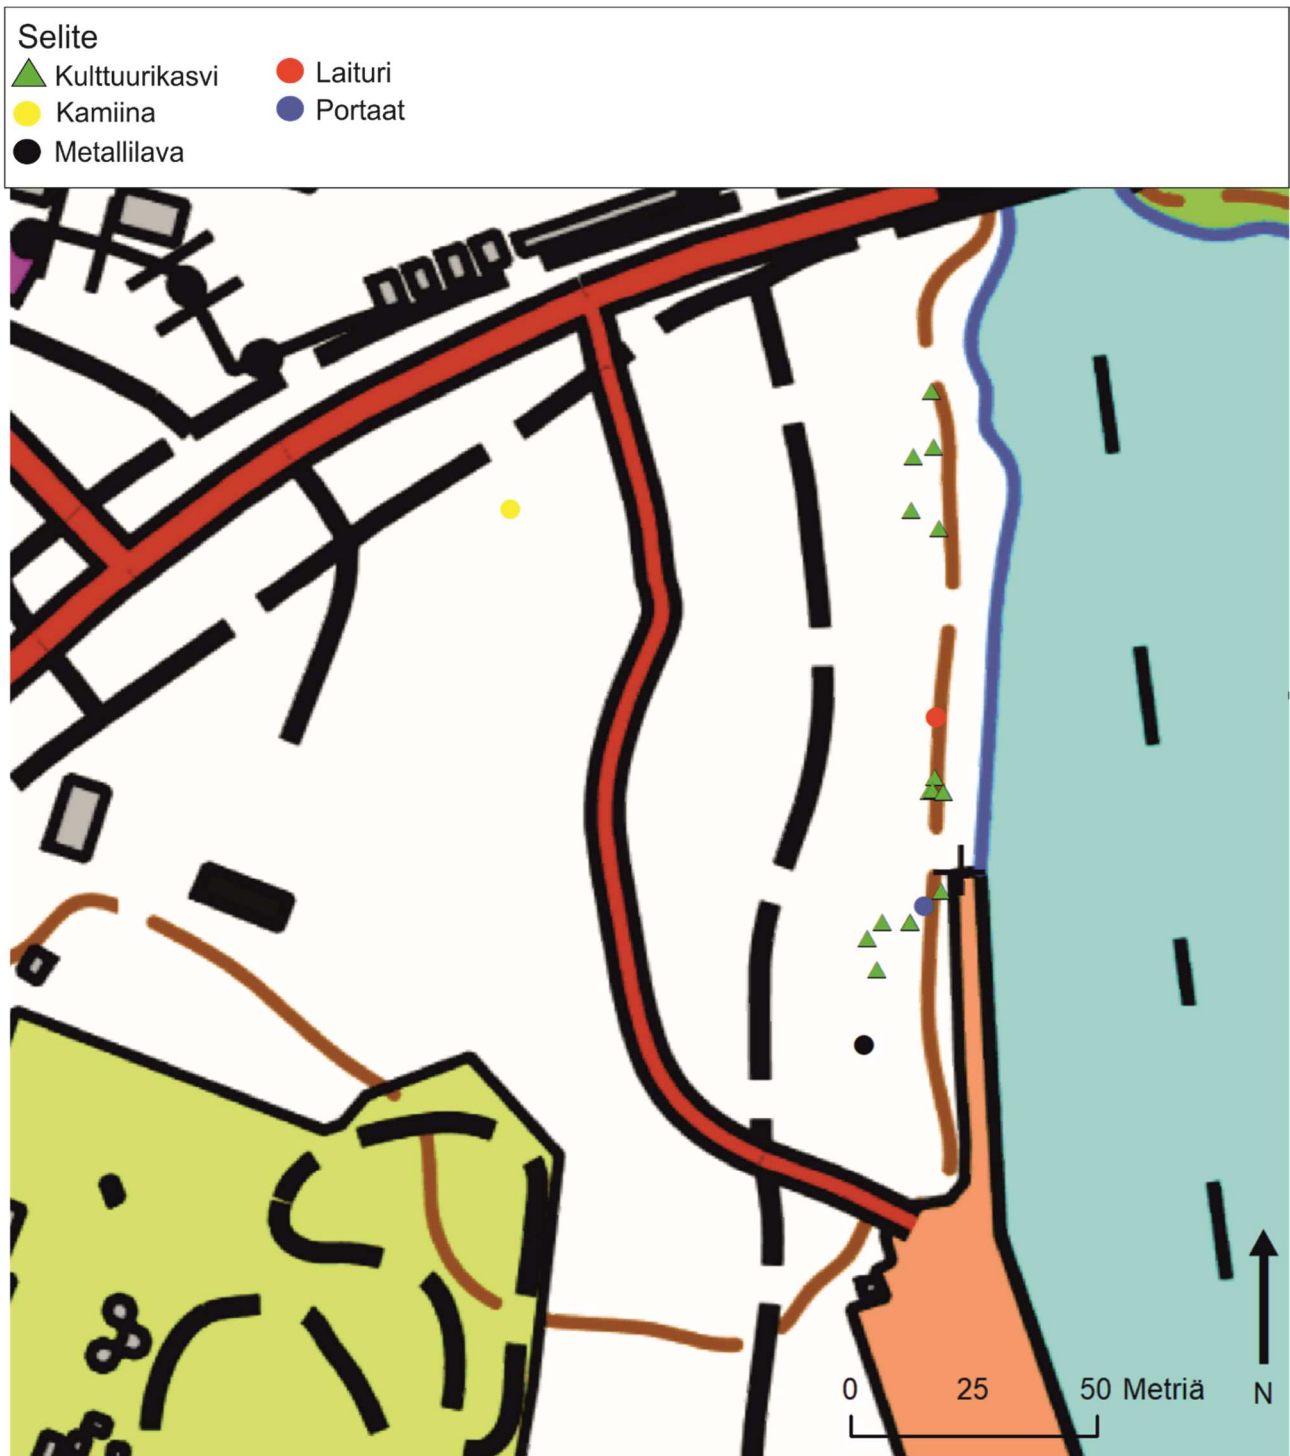 Selite
Kulttuurikasvi
Laituri
Kamiina
Portaat
Metallilava
0 25 50 Metriä
N